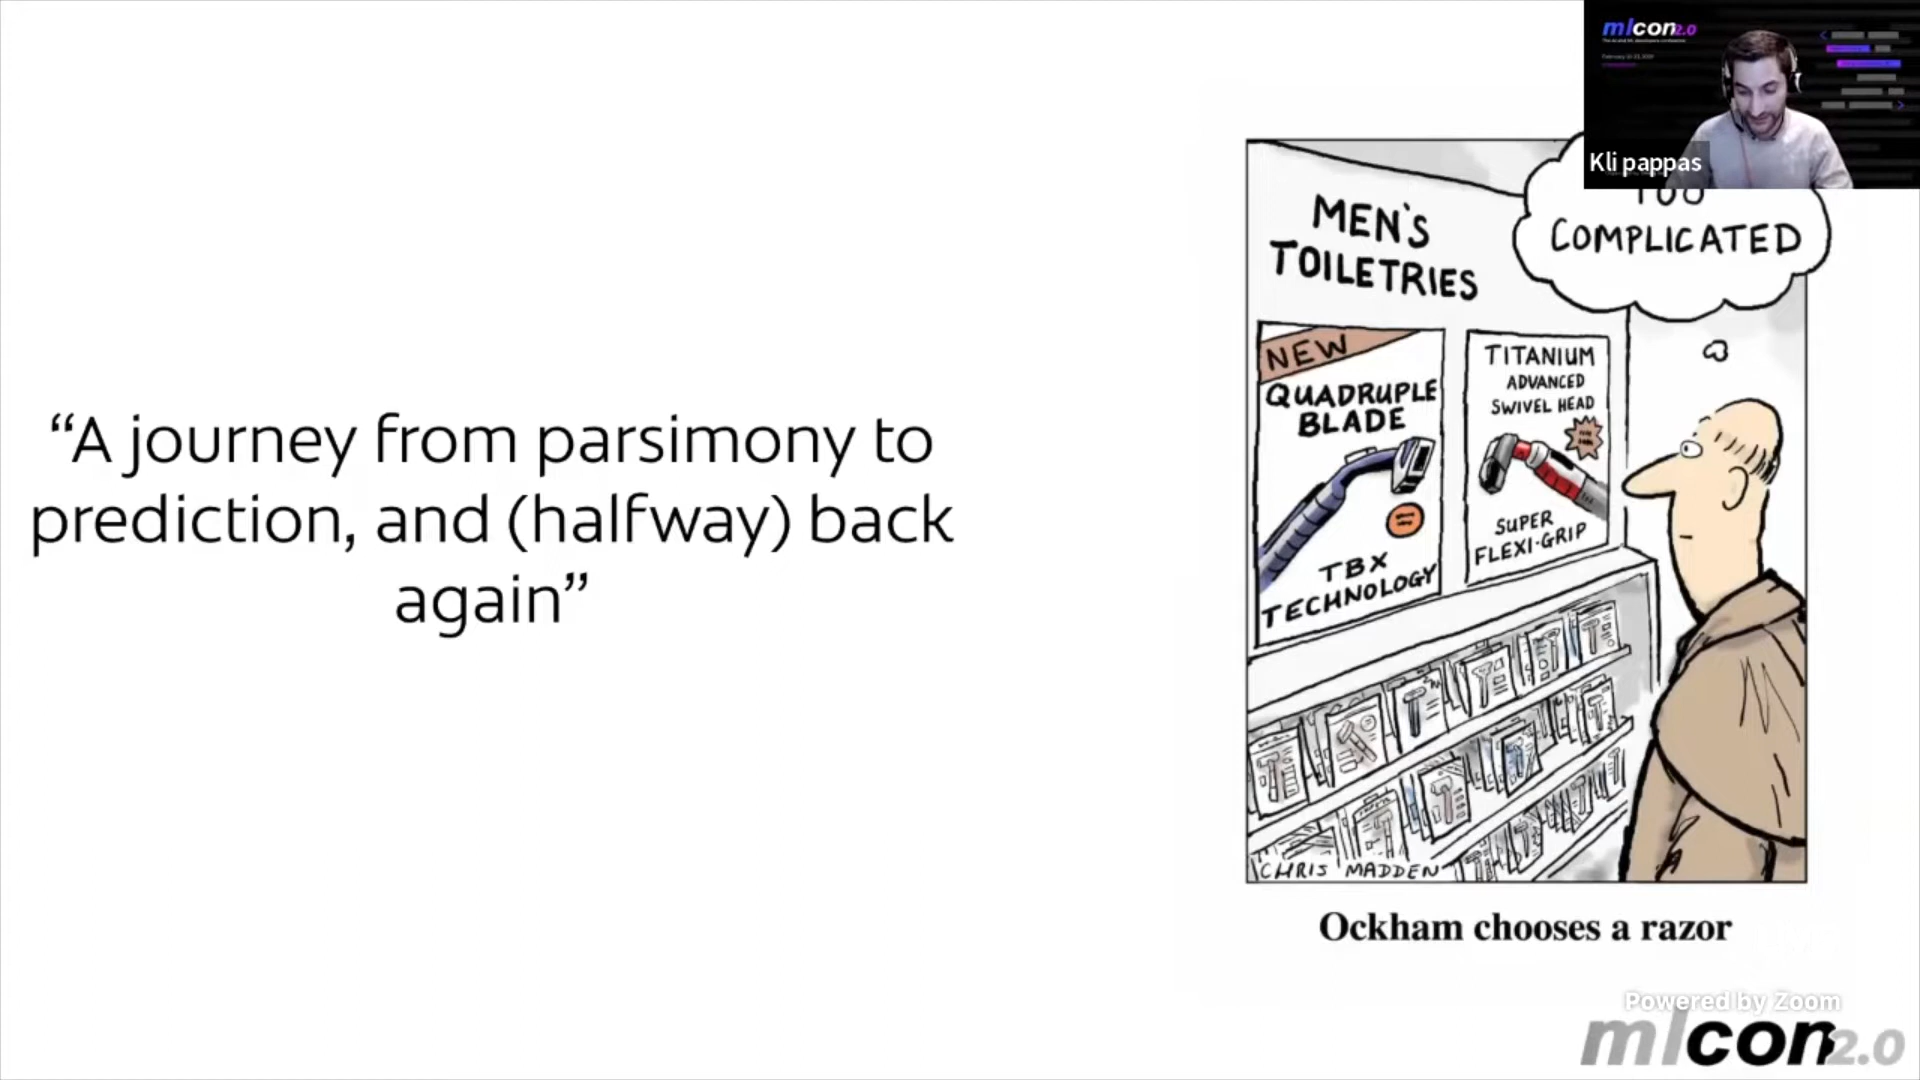 “A journey from parsimony to
prediction, and (halfway) back
again”
mlcon2.0
Kli pappas
TOO
COMPLICATED
MEN'S
TOILETRIES
NEW
QUADRUPLE
BLADE
TBX
TECHNOLOGY
TITANIUM
ADVANCED
SWIVEL HEAD
SUPER
FLEXI-GRIP
CHRIS MADDEN
Ockham chooses a razor
Powered by Zoom
mlcon2.0